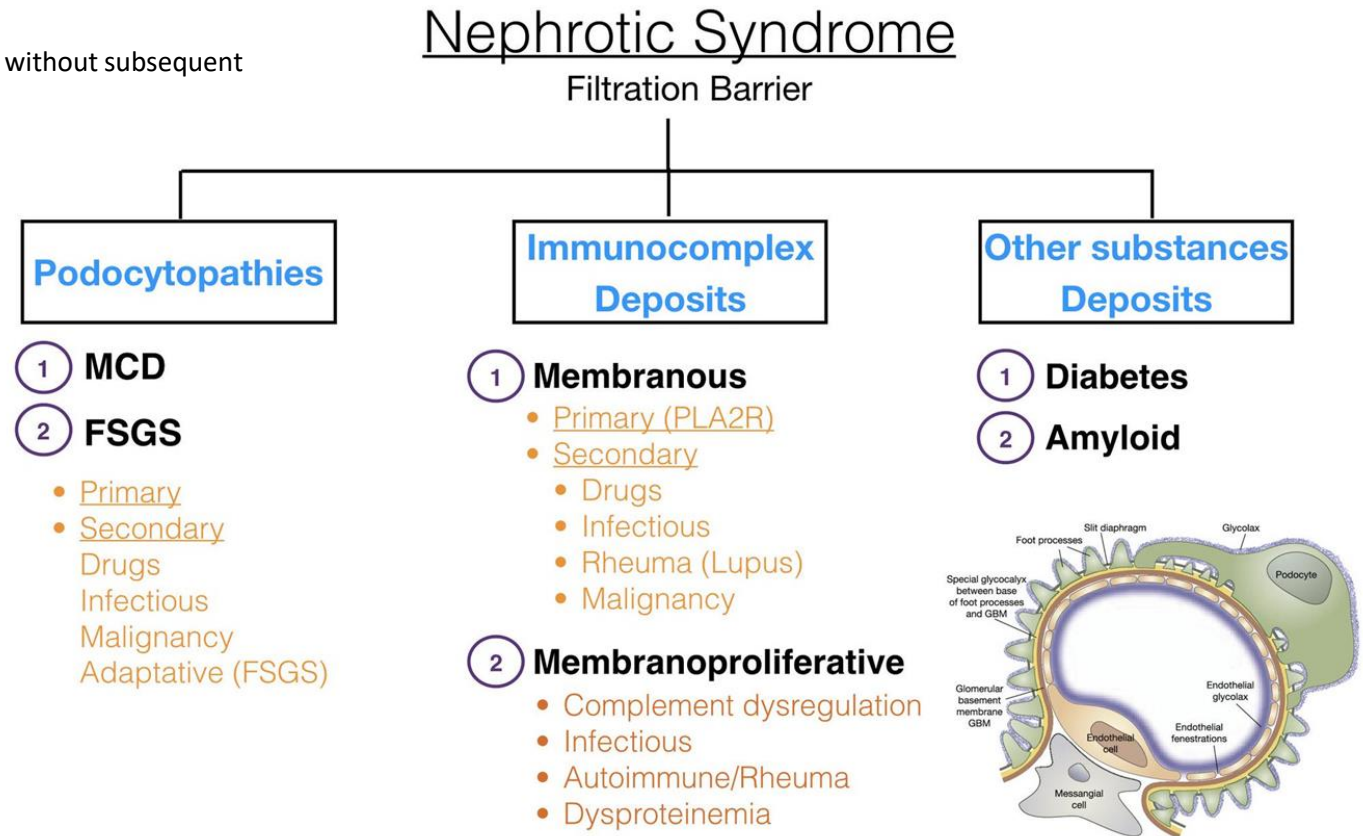 Nephrotic Syndrome
without subsequent
Filtration Barrier
Podocytopathies
1 MCD
2 FSGS
• Primary
• Secondary
Drugs
Infectious
Malignancy
Adaptative (FSGS)
Immunocomplex
Deposits
1 Membranous
• Primary (PLA2R)
• Secondary
• Drugs
• Infectious
• Rheuma (Lupus)
• Malignancy
2 Membranoproliferative
• Complement dysregulation
• Infectious
• Autoimmune/Rheuma
• Dysproteinemia
Other substances
Deposits
1 Diabetes
2 Amyloid
Slit diaphragm
Foot processes
Glycolax
Podocyte
Special glycocalyx
between base
of foot processes
and GBM
Glomerular
basement
membrane
GBM
Endothelial
glycolax
Endothelial
fenestrations
Endothelial
cell
Messangial
cell